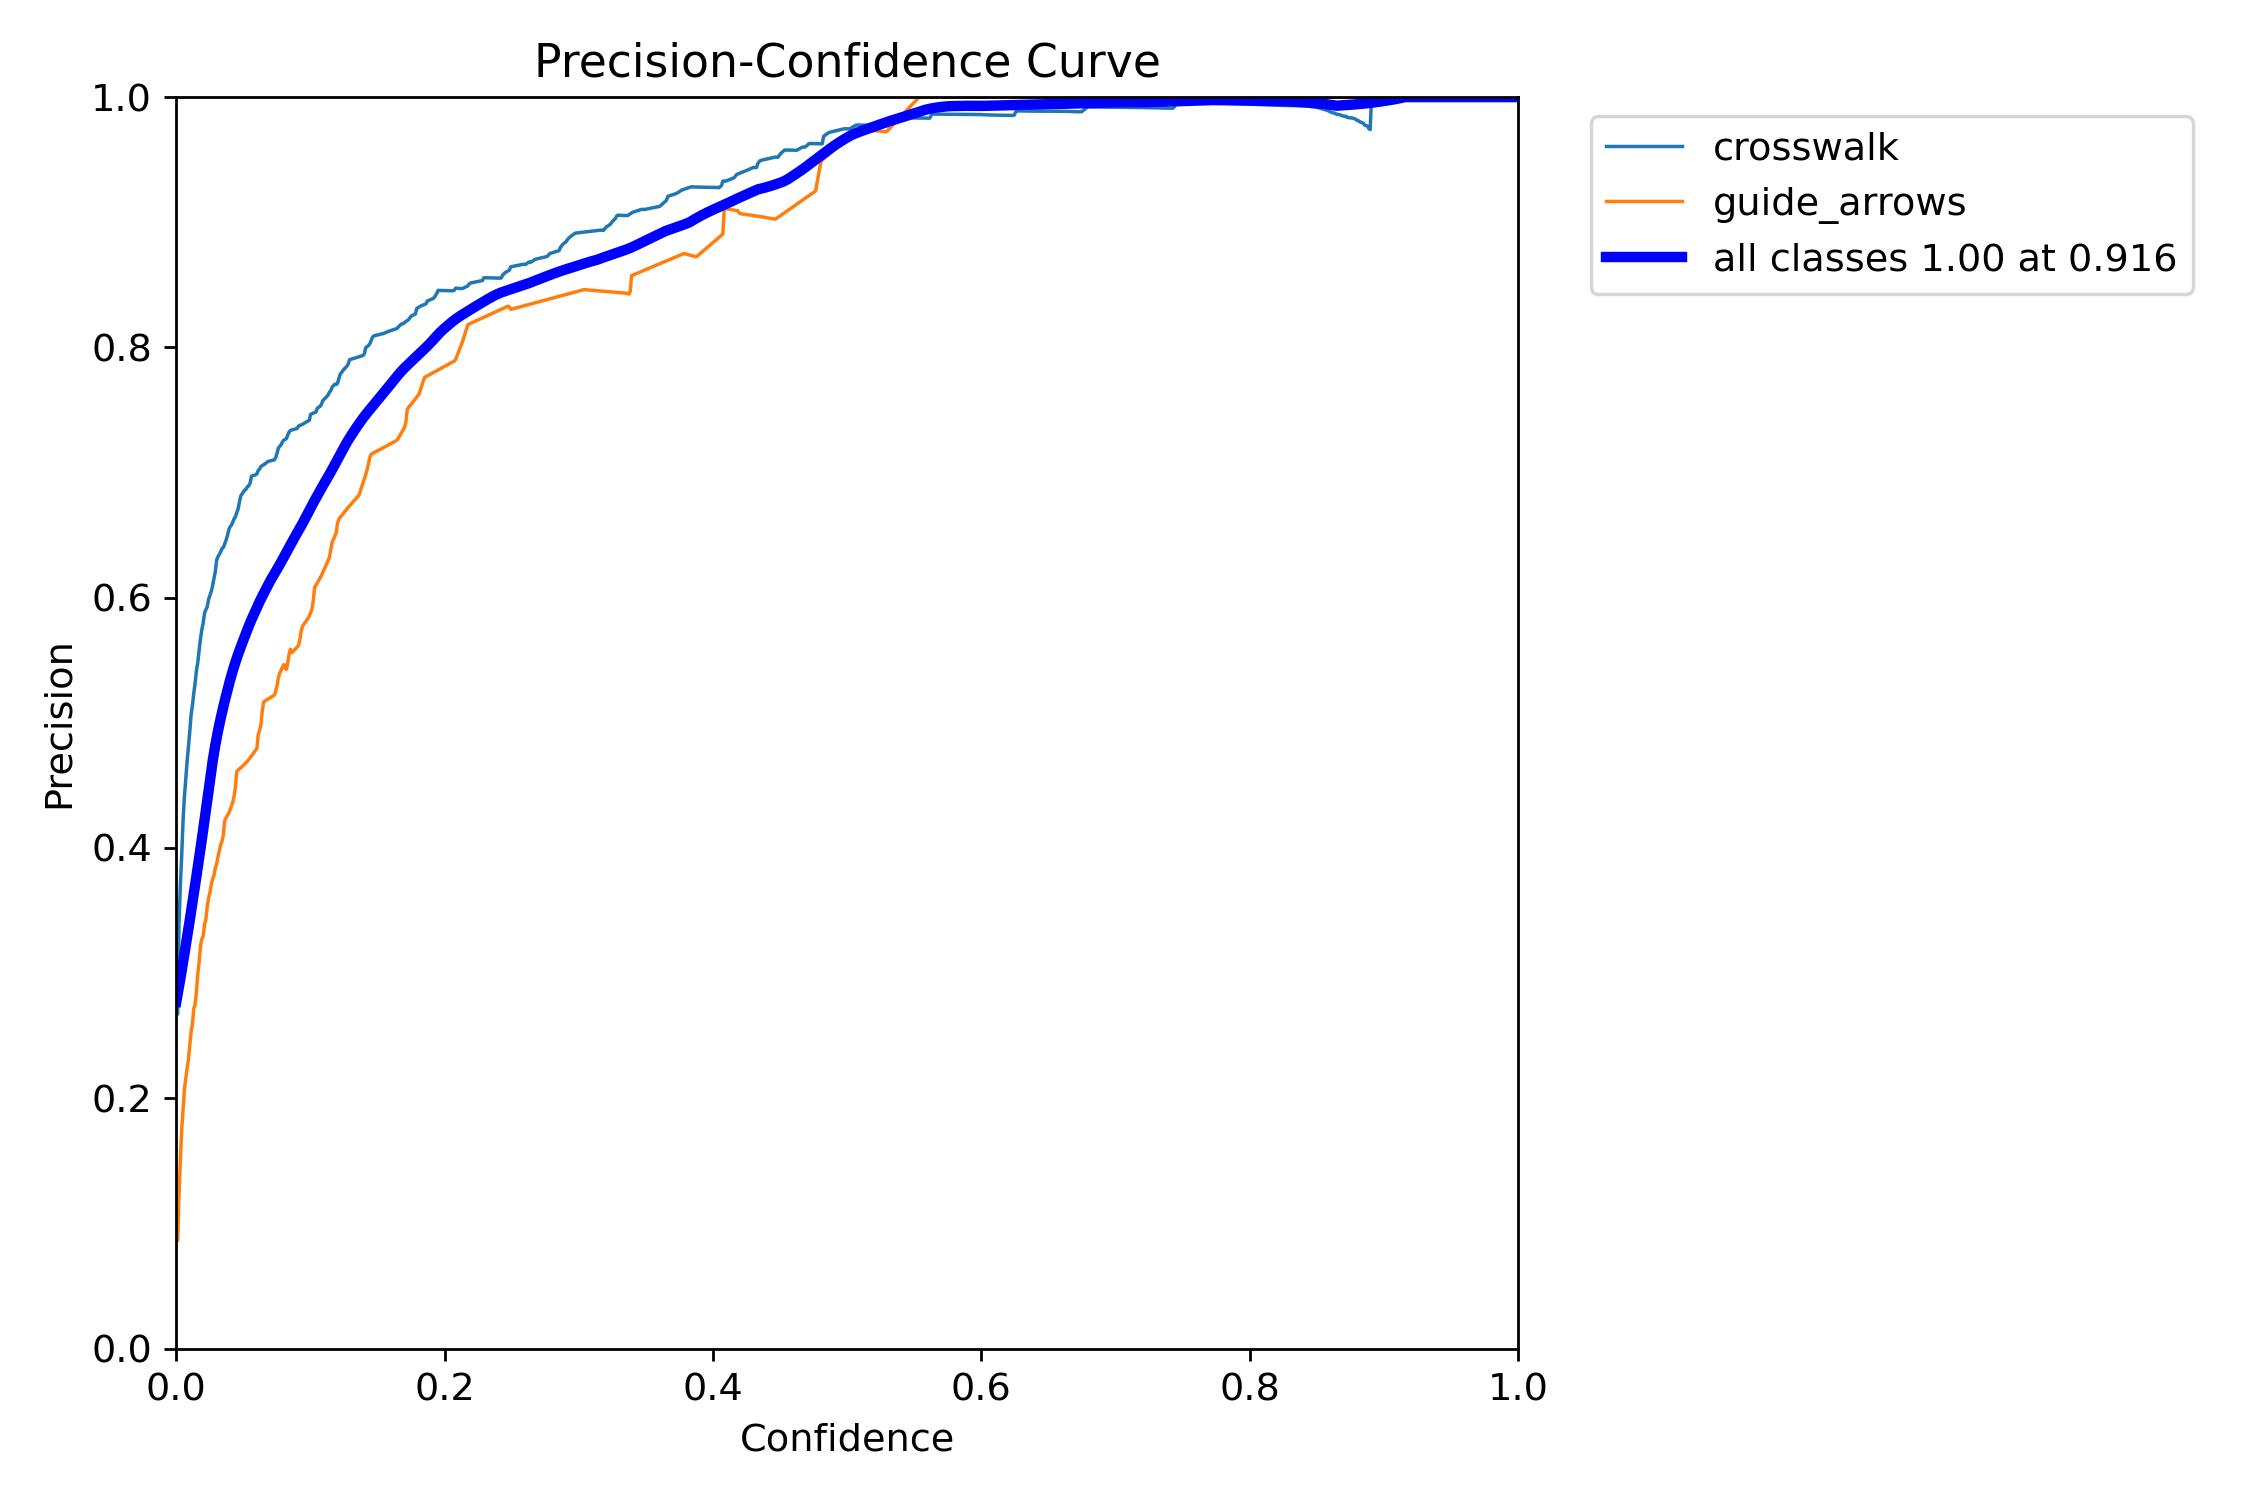 Precision-Confidence Curve
1.0
0.8
0.6
0.4
0.2
0.0
Precision
0.0 0.2 0.4 0.6 0.8 1.0
Confidence
crosswalk
guide_arrows
all classes 1.00 at 0.916